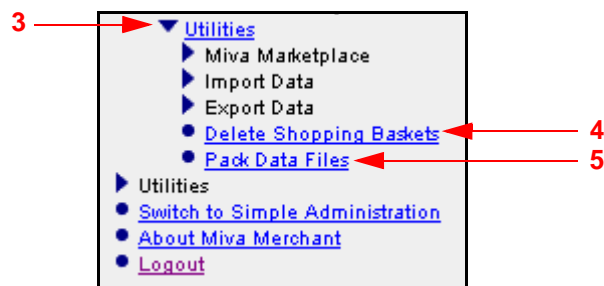 3 Utilities
Miva Marketplace
Import Data
Export Data
Delete Shopping Baskets 4
Pack Data Files 5
Utilities
Switch to Simple Administration
About Miva Merchant
Logout